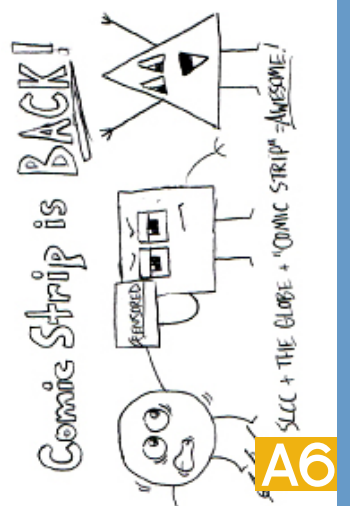 Comic Strip is BACK!
CENSORED
SLCC + THE GLOBE + "COMIC STRIP" = AWESOME!
A6